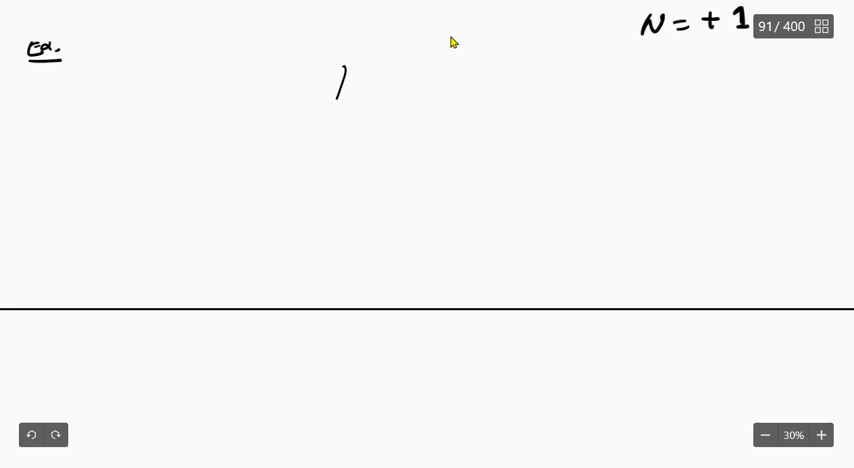 N = + 1
91 / 400
Ex.
30%